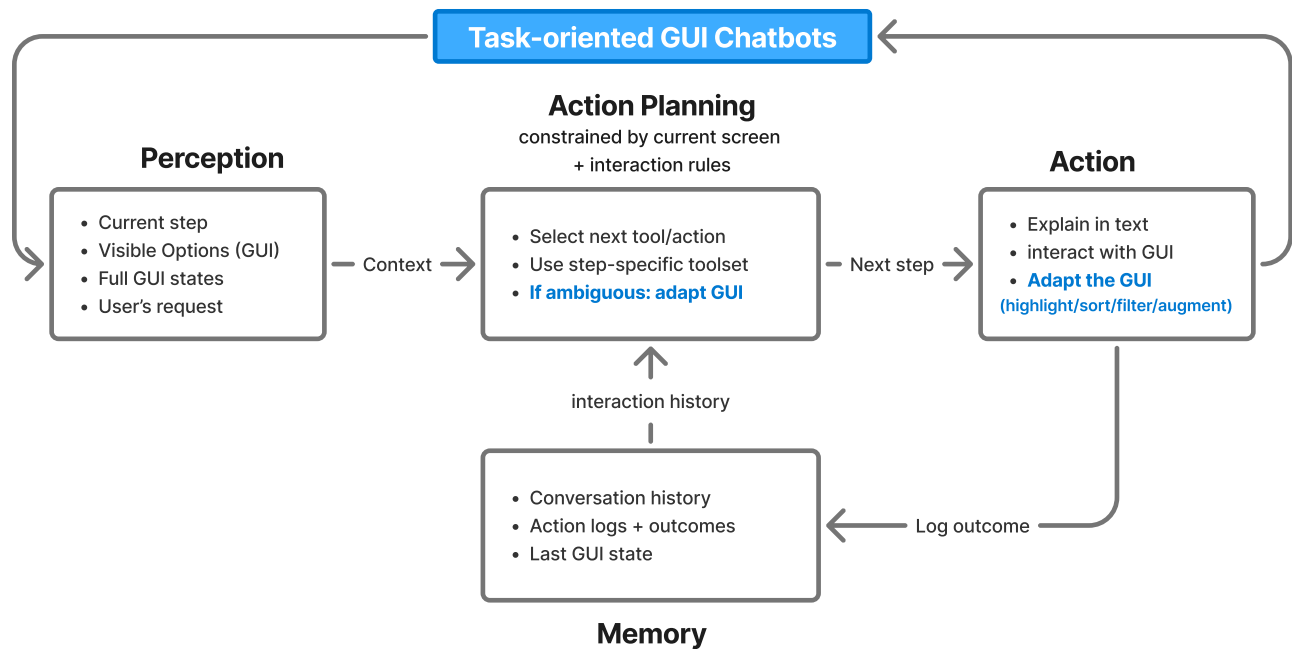 Task-oriented GUI Chatbots
Action Planning
constrained by current screen
+ interaction rules
Perception
Action
• Current step
• Visible Options (GUI)
• Full GUI states
• User’s request
Context
• Select next tool/action
• Use step-specific toolset
• If ambiguous: adapt GUI
Next step
• Explain in text
• interact with GUI
• Adapt the GUI
(highlight/sort/filter/augment)
interaction history
• Conversation history
• Action logs + outcomes
• Last GUI state
Log outcome
Memory